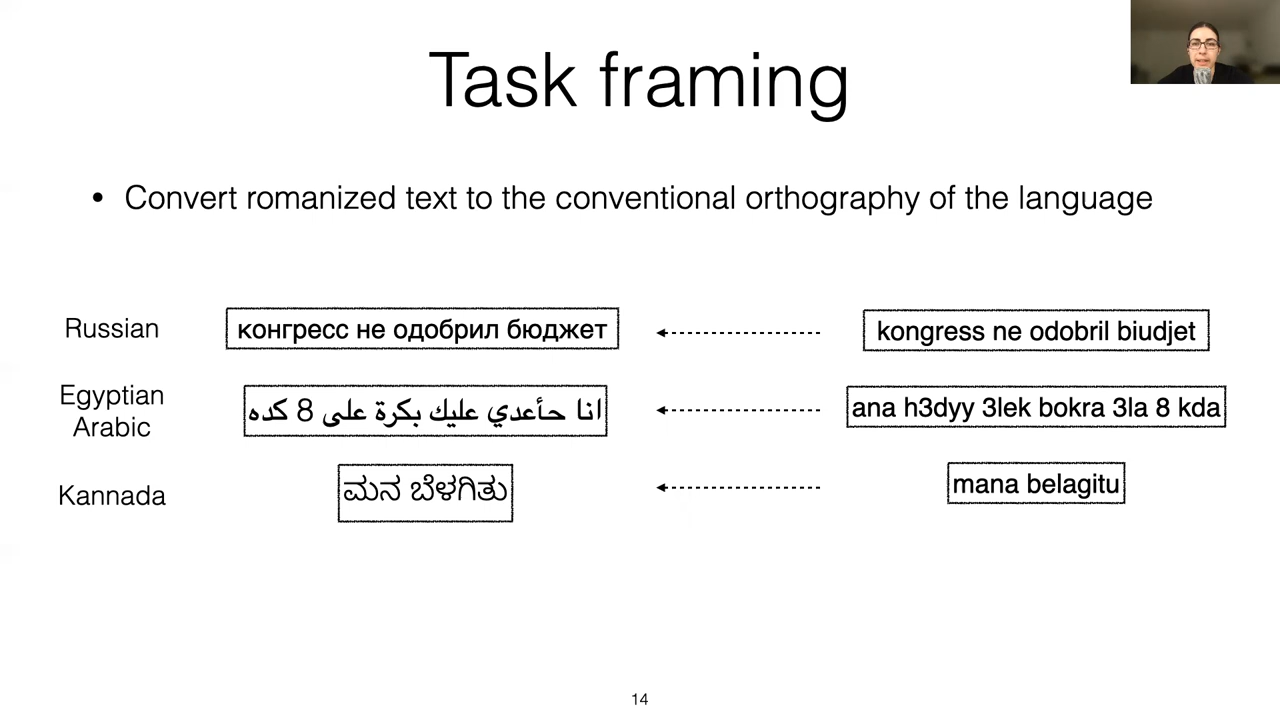 Task framing
• Convert romanized text to the conventional orthography of the language
Russian
конгресс не одобрил бюджет
kongress ne odobril biudjet
Egyptian
Arabic
انا حأعدي عليك بكرة على 8 كده
ana h3dyy 3lek bokra 3la 8 kda
Kannada
ಮನ ಬೆಳಗಿತು
mana belagitu
14